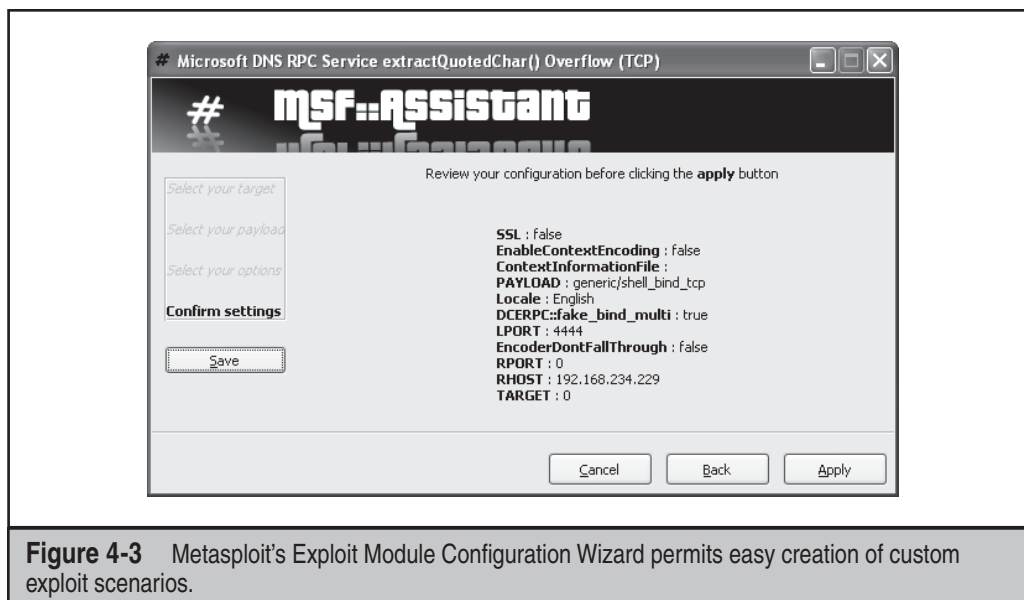 # Microsoft DNS RPC Service extractQuotedChar() Overflow (TCP)
# MSF::ASSISTANT
Select your target
Select your payload
Select your options
Confirm settings
Save
Review your configuration before clicking the apply button
SSL : false
EnableContextEncoding : false
ContextInformationFile :
PAYLOAD : generic/shell_bind_tcp
Locale : English
DCERPC::fake_bind_multi : true
LPORT : 4444
EncoderDontFallThrough : false
RPORT : 0
RHOST : 192.168.234.229
TARGET : 0
Cancel
Back
Apply
Figure 4-3 Metasploit's Exploit Module Configuration Wizard permits easy creation of custom
exploit scenarios.